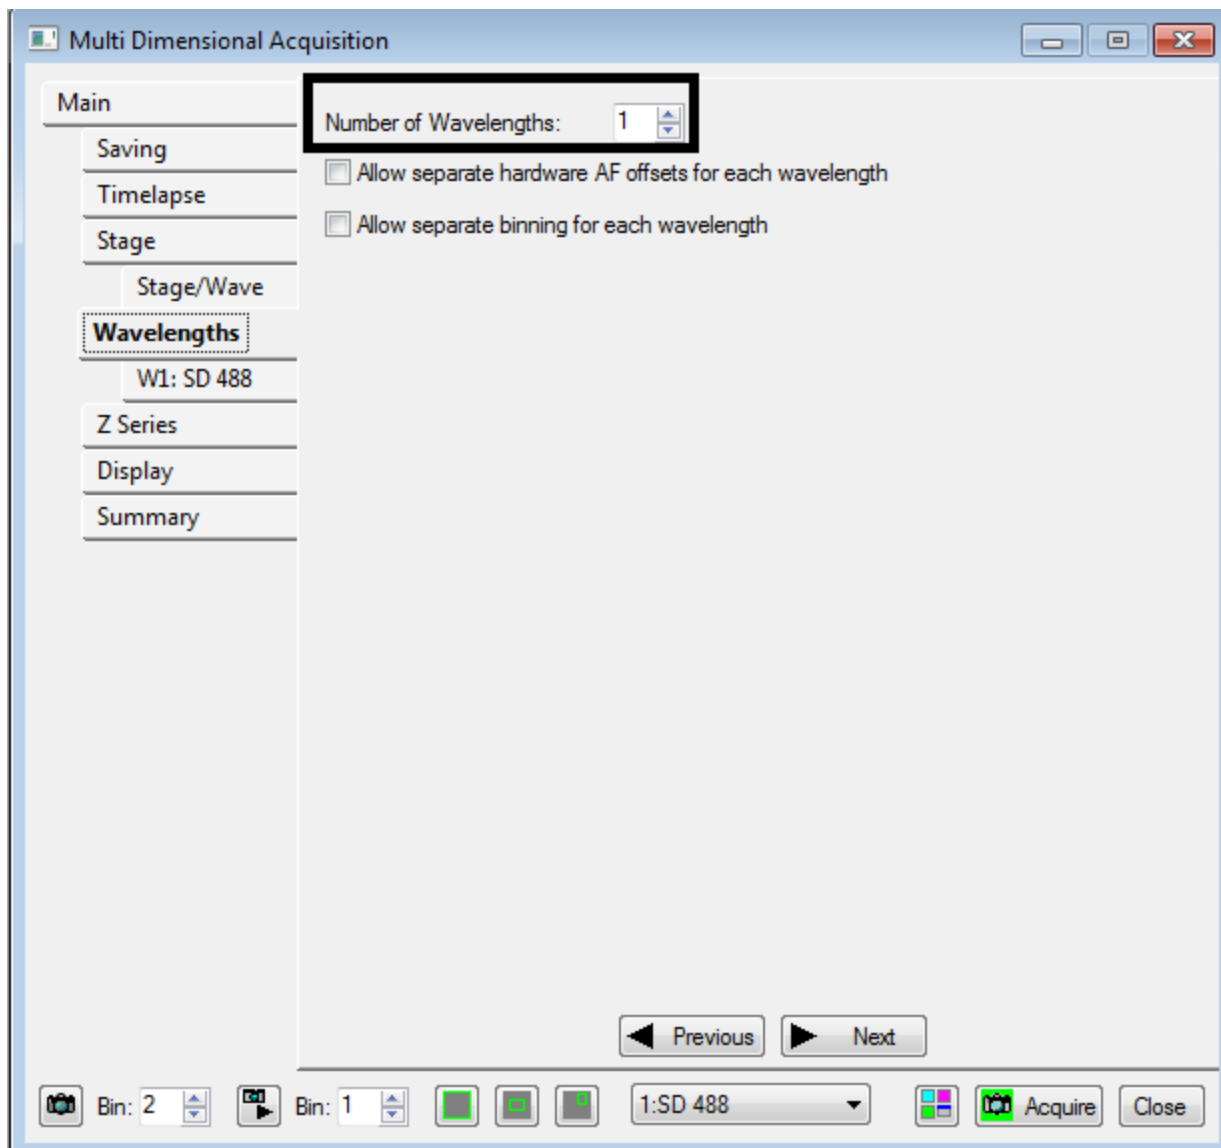 Multi Dimensional Acquisition
Main
Saving
Timelapse
Stage
Stage/Wave
Wavelengths
W1: SD 488
Z Series
Display
Summary
Number of Wavelengths: 1
Allow separate hardware AF offsets for each wavelength
Allow separate binning for each wavelength
Previous Next
Bin: 2 Bin: 1 1:SD 488 Acquire Close